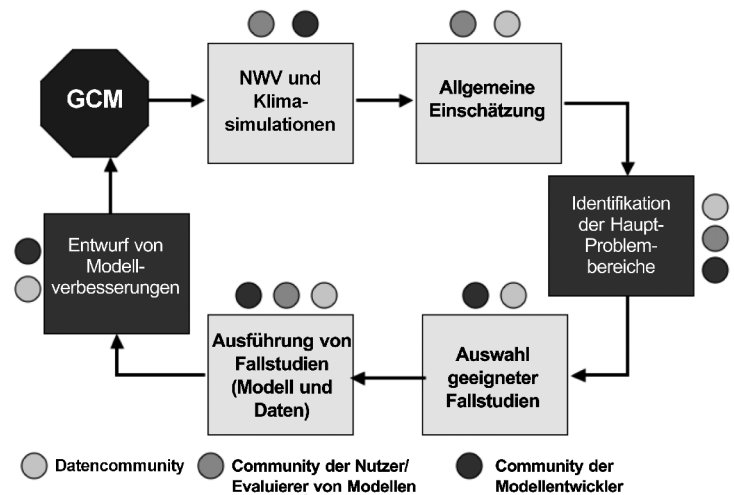 GCM
NWV und
Klima-
simulationen
Allgemeine
Einschätzung
Identifikation
der Haupt-
Problem-
bereiche
Auswahl
geeigneter
Fallstudien
Ausführung von
Fallstudien
(Modell und
Daten)
Entwurf von
Modell-
verbesserungen
Datencommunity
Community der Nutzer/
Evaluierer von Modellen
Community der
Modellentwickler